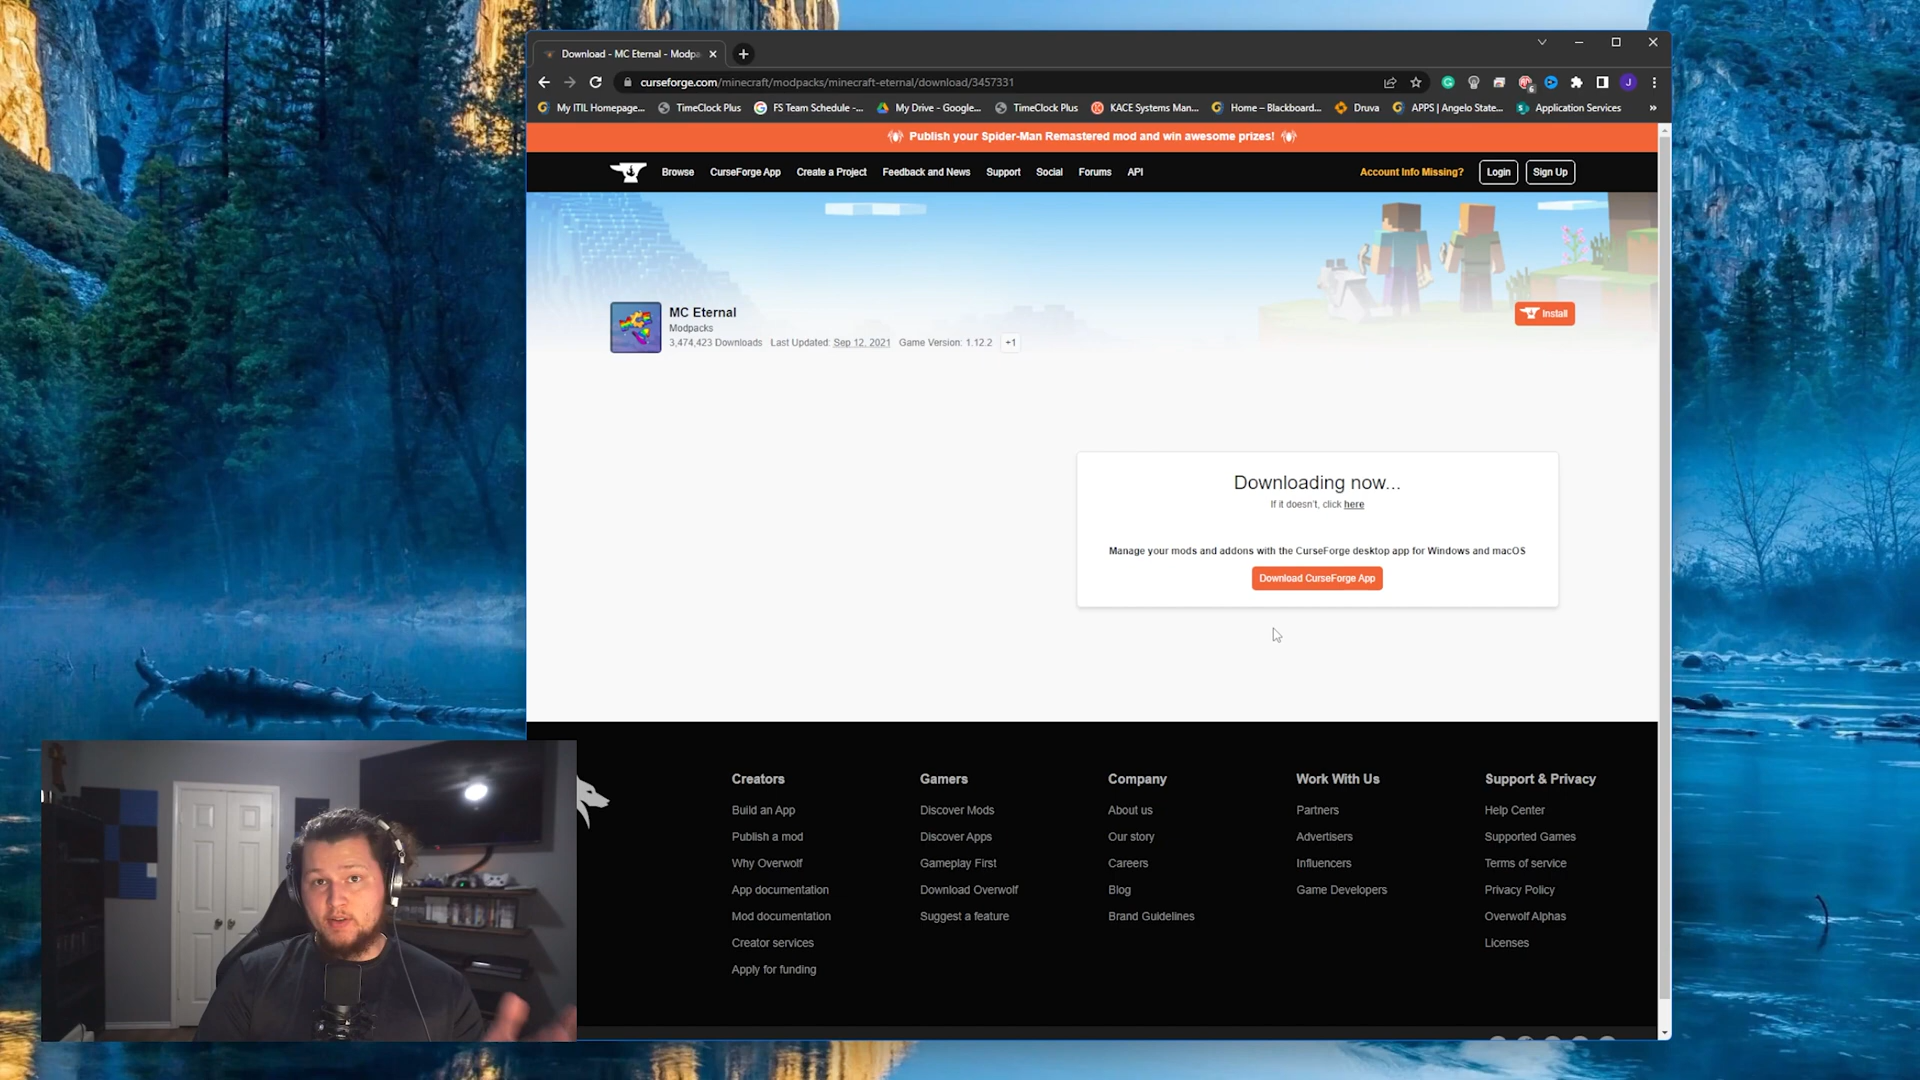 Download - MC Eternal - Modpa
curseforge.com/minecraft/modpacks/minecraft-eternal/download/3457331
My ITIL Homepage... TimeClock Plus FS Team Schedule -... My Drive - Google... TimeClock Plus KACE Systems Man... Home – Blackboard... Druva APPS | Angelo State... Application Services »
Publish your Spider-Man Remastered mod and win awesome prizes!
Browse CurseForge App Create a Project Feedback and News Support Social Forums API Account Info Missing? Login Sign Up
MC Eternal
Modpacks
3,474,423 Downloads Last Updated: Sep 12, 2021 Game Version: 1.12.2 +1
Install
Downloading now...
If it doesn't, click here
Manage your mods and addons with the CurseForge desktop app for Windows and macOS
Download CurseForge App
Creators
Build an App
Publish a mod
Why Overwolf
App documentation
Mod documentation
Creator services
Apply for funding
Gamers
Discover Mods
Discover Apps
Gameplay First
Download Overwolf
Suggest a feature
Company
About us
Our story
Careers
Blog
Brand Guidelines
Work With Us
Partners
Advertisers
Influencers
Game Developers
Support & Privacy
Help Center
Supported Games
Terms of service
Privacy Policy
Overwolf Alphas
Licenses